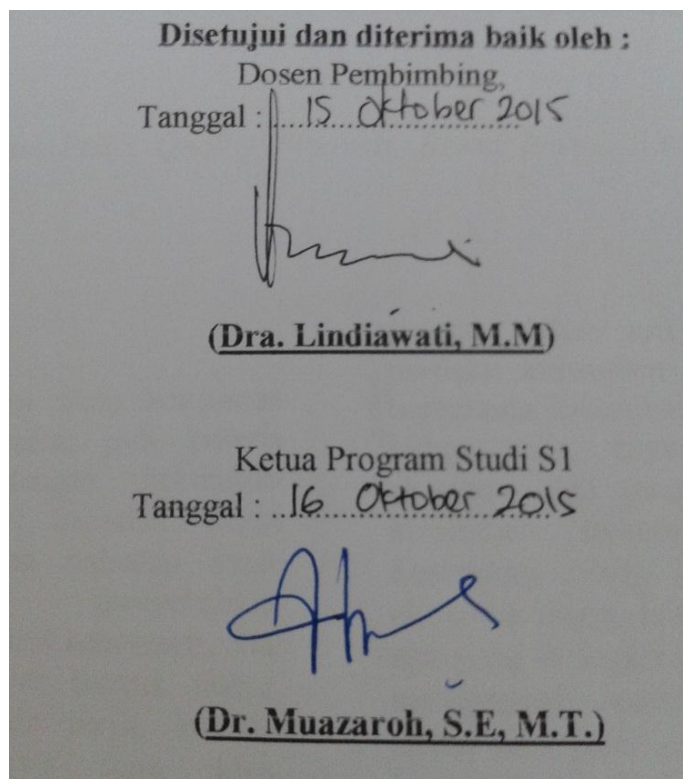 Disetujui dan diterima baik oleh :
Dosen Pembimbing,
Tanggal : 15 Oktober 2015
(Dra. Lindiawati, M.M)
Ketua Program Studi S1
Tanggal : 16 Oktober 2015
(Dr. Muazaroh, S.E, M.T.)